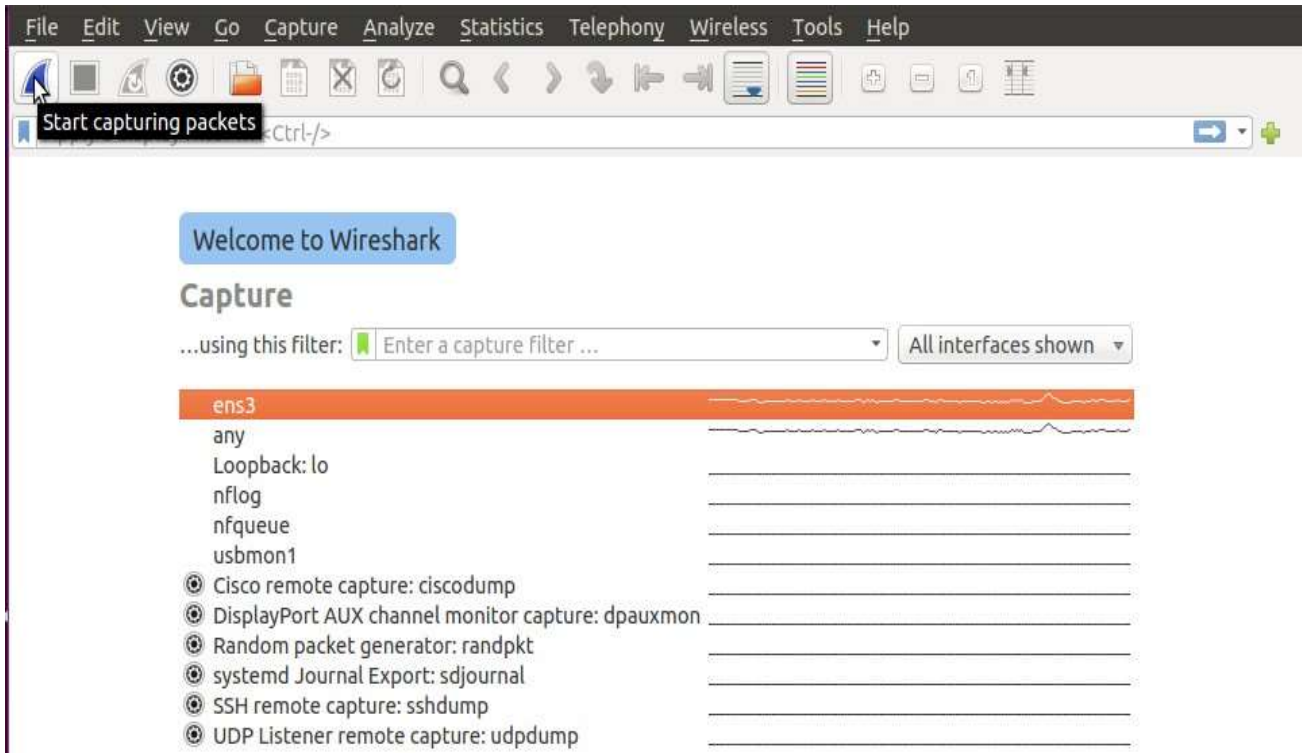 File Edit View Go Capture Analyze Statistics Telephony Wireless Tools Help
Start capturing packets
<Ctrl-/>
Welcome to Wireshark
Capture
...using this filter: Enter a capture filter ... All interfaces shown
ens3
any
Loopback: lo
nflog
nfqueue
usbmon1
Cisco remote capture: ciscodump
DisplayPort AUX channel monitor capture: dpauxmon
Random packet generator: randpkt
systemd Journal Export: sdjournal
SSH remote capture: sshdump
UDP Listener remote capture: udpdump